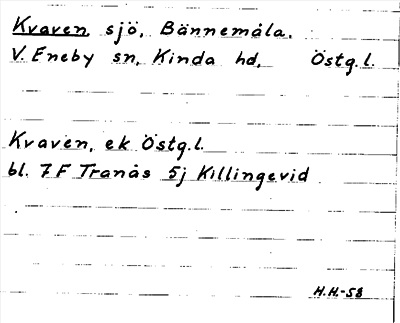 Kvaven, sjö, Bännemåla,
V. Eneby sn, Kinda hd, Östg.l.
Kvaven, ek Östg.l.
bl. 7F Tranås 5j Killingevid
H.H.-58